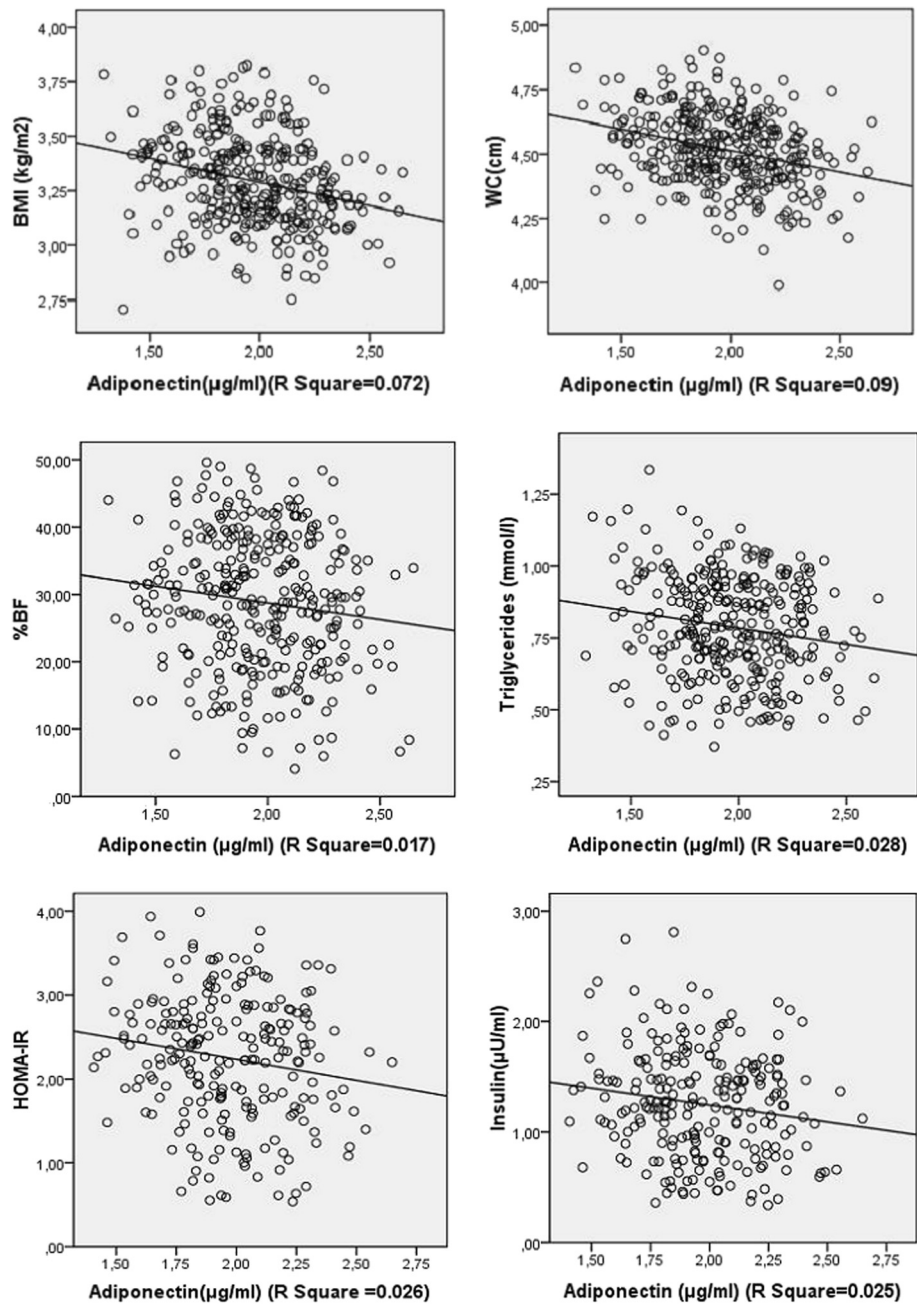 4,00
3,75
3,50
3,25
3,00
2,75
BMI (kg/m2)
1,50 2,00 2,50
Adiponectin(µg/ml)(R Square=0.072)
5,00
4,75
4,50
4,25
4,00
WC(cm)
1,50 2,00 2,50
Adiponectin (µg/ml) (R Square=0.09)
50,00
40,00
30,00
20,00
10,00
,00
%BF
1,50 2,00 2,50
Adiponectin (µg/ml) (R Square=0.017)
1,25
1,00
0,75
,50
,25
Triglycerides (mmol/l)
1,50 2,00 2,50
Adiponectin (µg/ml) (R Square=0.028)
4,00
3,00
2,00
1,00
,00
HOMA-IR
1,50 1,75 2,00 2,25 2,50 2,75
Adiponectin(µg/ml) (R Square =0.026)
3,00
2,00
1,00
,00
Insulin(µU/ml)
1,50 1,75 2,00 2,25 2,50 2,75
Adiponectin (µg/ml) (R Square=0.025)